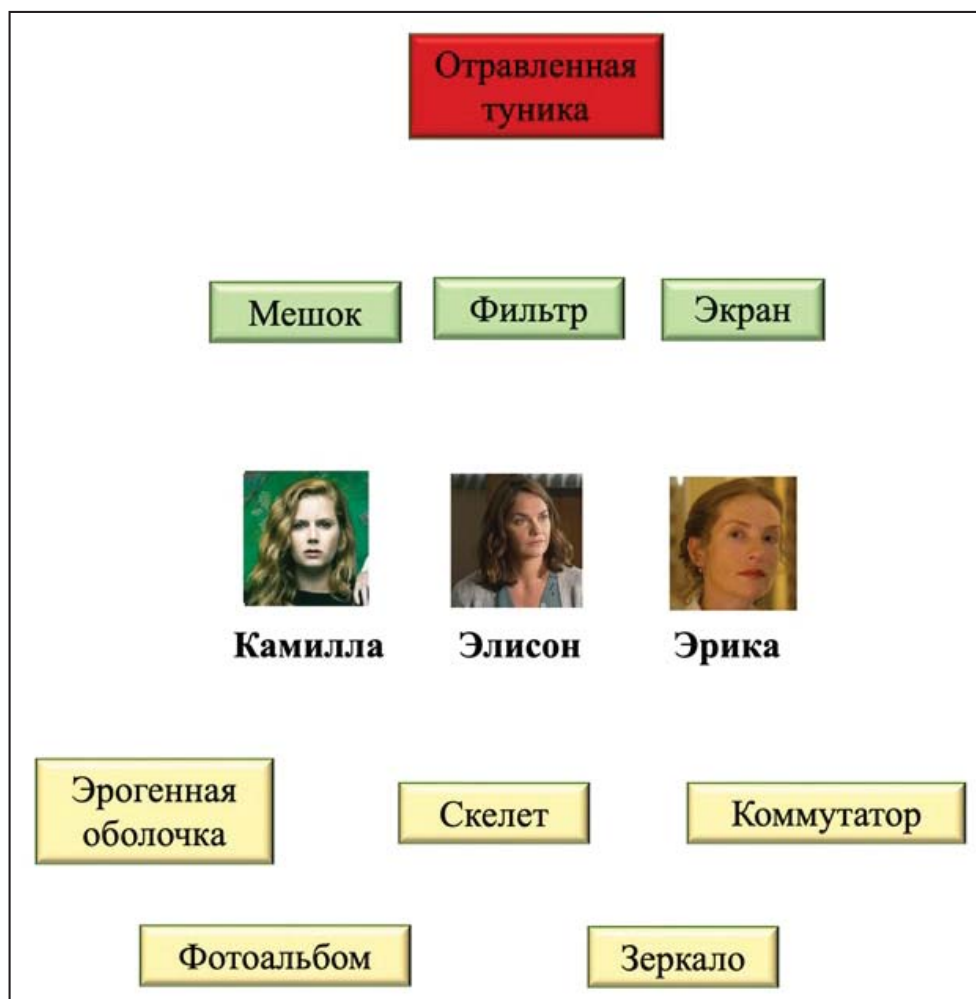 Отравленная
туника
Мешок
Фильтр
Экран
Камилла
Элисон
Эрика
Эрогенная
оболочка
Скелет
Коммутатор
Фотоальбом
Зеркало